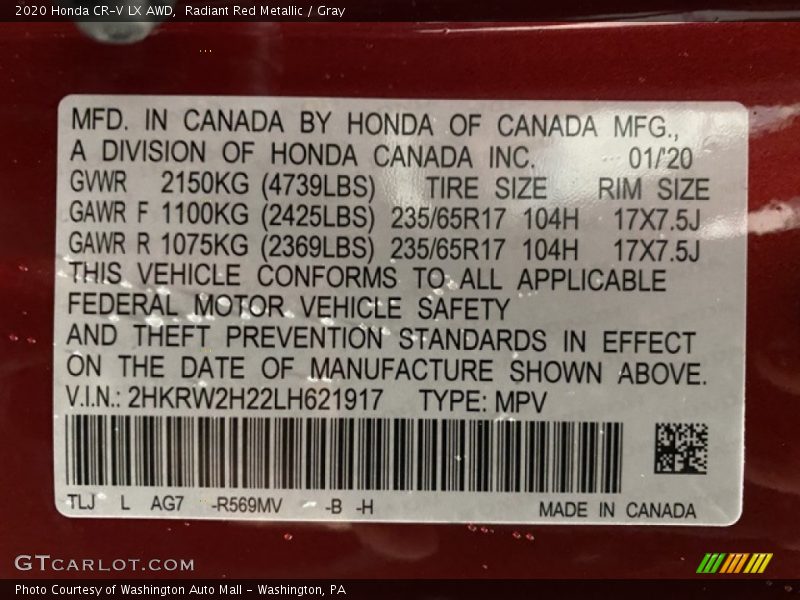 2020 Honda CR-V LX AWD,  Radiant Red Metallic / Gray
MFD. IN CANADA BY HONDA OF CANADA MFG.,
A DIVISION OF HONDA CANADA INC. 01/'20
GVWR 2150KG (4739LBS) TIRE SIZE RIM SIZE
GAWR F 1100KG (2425LBS) 235/65R17 104H 17X7.5J
GAWR R 1075KG (2369LBS) 235/65R17 104H 17X7.5J
THIS VEHICLE CONFORMS TO ALL APPLICABLE
FEDERAL MOTOR VEHICLE SAFETY
AND THEFT PREVENTION STANDARDS IN EFFECT
ON THE DATE OF MANUFACTURE SHOWN ABOVE.
V.I.N.: 2HKRW2H22LH621917 TYPE: MPV
TLJ L AG7 -R569MV -B -H MADE IN CANADA
GTCARLOT.COM
Photo Courtesy of Washington Auto Mall - Washington, PA